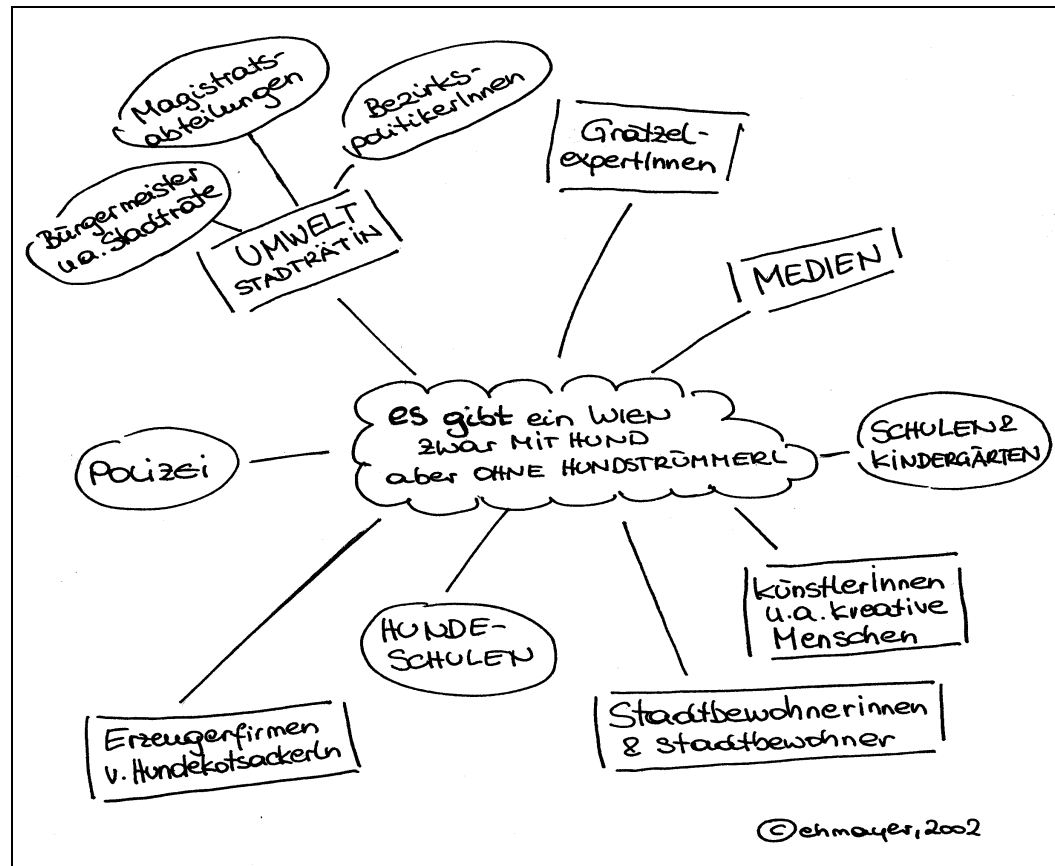 Magistrats-
abteilungen
Bezirks-
politikerInnen
Bürgermeister
u.a. Stadträte
UMWELT
STADTRÄTIN
Grätzel-
expertInnen
MEDIEN
es gibt ein WIEN
zwar MIT HUND
aber OHNE HUNDSTRÜMMERL
SCHULEN &
KINDERGÄRTEN
POLIZEI
HUNDE-
SCHULEN
KünstlerInnen
u.a. kreative
Menschen
Erzeugerfirmen
v. Hundekotsackerln
Stadtbewohnerinnen
& Stadtbewohner
© ehmayer, 2002